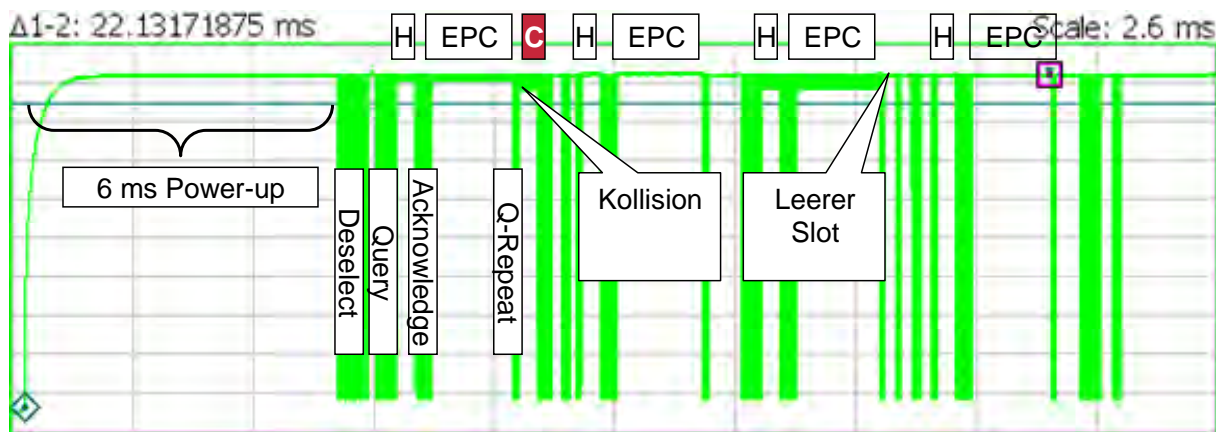 Δ1-2: 22.13171875 ms
Scale: 2.6 ms
H EPC C H EPC H EPC H EPC
6 ms Power-up
Deselect
Query
Acknowledge
Q-Repeat
Kollision
Leerer
Slot